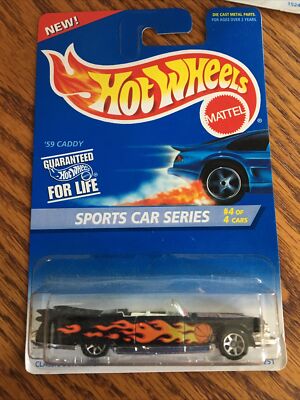 NEW!
DIE CAST METAL PARTS.
FOR AGES OVER 3 YEARS.
HOT WHEELS
MATTEL
'59 CADDY
GUARANTEED
Hot Wheels
FOR LIFE
SPORTS CAR SERIES
#4 OF
4 CARS